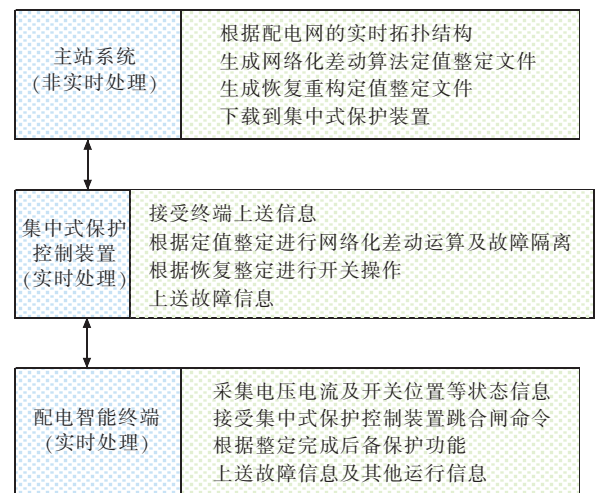 主站系统
(非实时处理)
根据配电网的实时拓扑结构
生成网络化差动算法定值整定文件
生成恢复重构定值整定文件
下载到集中式保护装置
集中式保护
控制装置
(实时处理)
接受终端上送信息
根据定值整定进行网络化差动运算及故障隔离
根据恢复整定进行开关操作
上送故障信息
配电智能终端
(实时处理)
采集电压电流及开关位置等状态信息
接受集中式保护控制装置跳合闸命令
根据整定完成后备保护功能
上送故障信息及其他运行信息